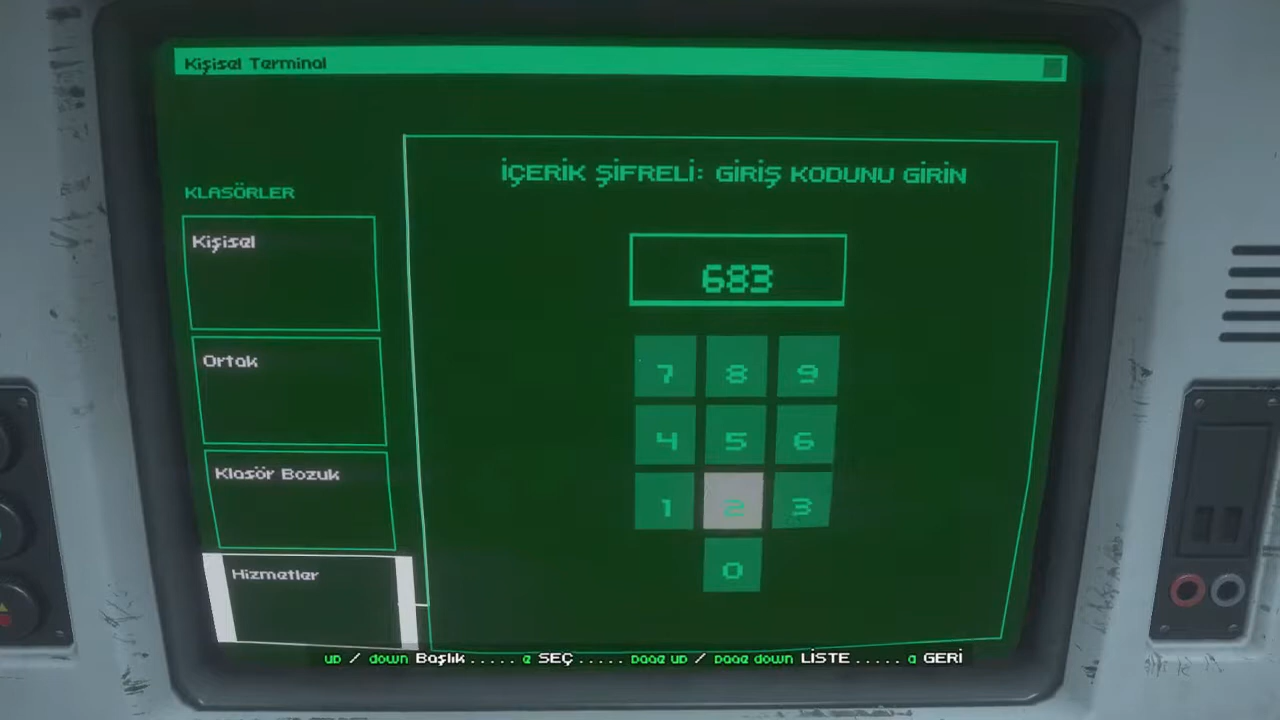 Kişisel Terminal
KLASÖRLER
Kişisel
Ortak
Klasör Bozuk
Hizmetler
İÇERİK ŞİFRELİ: GİRİŞ KODUNU GİRİN
683
7 8 9
4 5 6
1 2 3
0
up / down Başlık ..... e SEÇ ..... page up / page down LİSTE ..... q GERİ